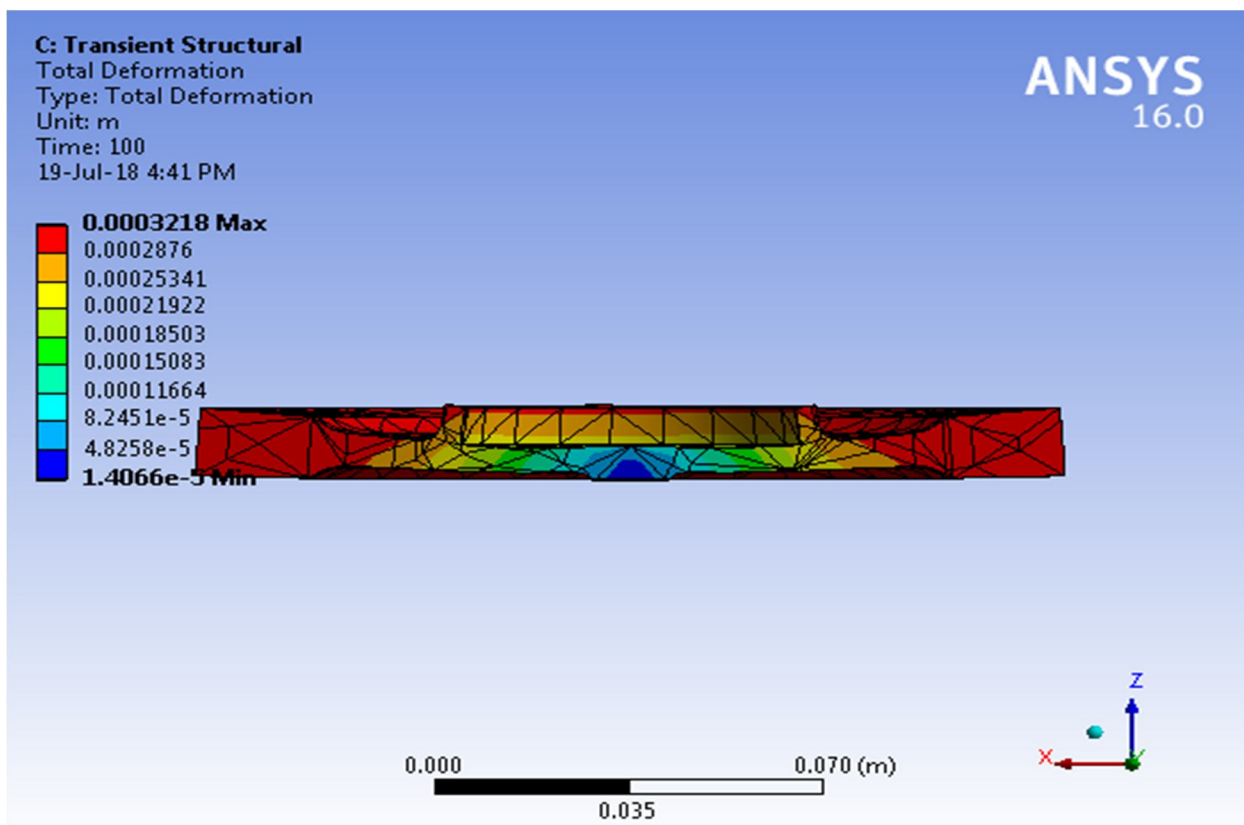 C: Transient Structural
Total Deformation
Type: Total Deformation
Unit: m
Time: 100
19-Jul-18 4:41 PM
ANSYS
16.0
0.0003218 Max
0.0002876
0.00025341
0.00021922
0.00018503
0.00015083
0.00011664
8.2451e-5
4.8258e-5
1.4066e-5 Min
0.000
0.070 (m)
0.035
Z
X
Y